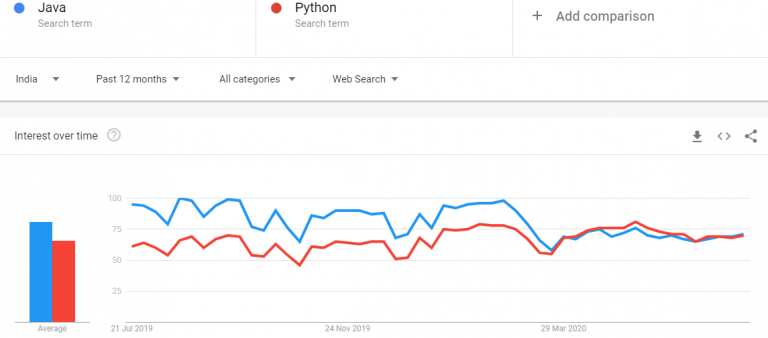 Java
Search term
Python
Search term
+ Add comparison
India
Past 12 months
All categories
Web Search
Interest over time ?
100
75
50
25
Average
21 Jul 2019
24 Nov 2019
29 Mar 2020